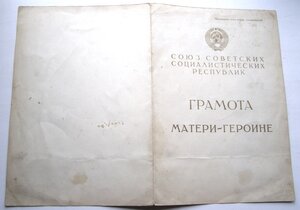 СОЮЗ СОВЕТСКИХ
СОЦИАЛИСТИЧЕСКИХ
РЕСПУБЛИК
ГРАМОТА
МАТЕРИ-ГЕРОИНЕ